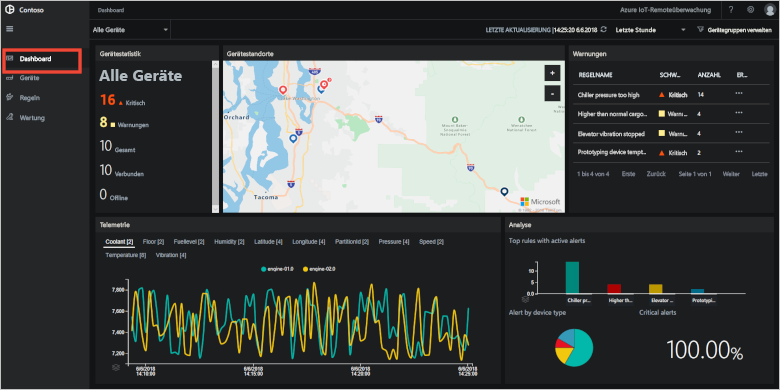 Contoso
Dashboard
Azure IoT-Remoteüberwachung
?
Alle Geräte
LETZTE AKTUALISIERUNG | 14:25:20 6.6.2018
Letzte Stunde
Gerätegruppen verwalten
Dashboard
Geräte
Regeln
Wartung
Gerätestatistik
Alle Geräte
16 Kritisch
8 Warnungen
10 Gesamt
10 Verbunden
0 Offline
Gerätestandorte
+
-
Orchard
Tacoma
Microsoft
Warnungen
REGELNAME SCHW... ANZAHL ER...
Chiller pressure too high Kritisch 14 ...
Higher than normal cargo... Warnu... 4 ...
Elevator vibration stopped Warnu... 4 ...
Prototyping device tempt... Kritisch 2 ...
1 bis 4 von 4 Erste Zurück Seite 1 von 1 Weiter Letzte
Telemetrie
Coolant [2] Floor [2] Fuellevel [2] Humidity [2] Latitude [4] Longitude [4] PartitionId [2] Pressure [4] Speed [2]
Temperature [8] Vibration [4]
engine-01.0 engine-02.0
7,800
7,600
7,400
7,200
6/6/2018 6/6/2018 6/6/2018 6/6/2018
14:10:00 14:15:00 14:20:00 14:25:00
Analyse
Top rules with active alerts
10
5.0
0.0
Chiller pr... Higher th... Elevator ... Prototypi...
Alert by device type
Critical alerts
100.00%